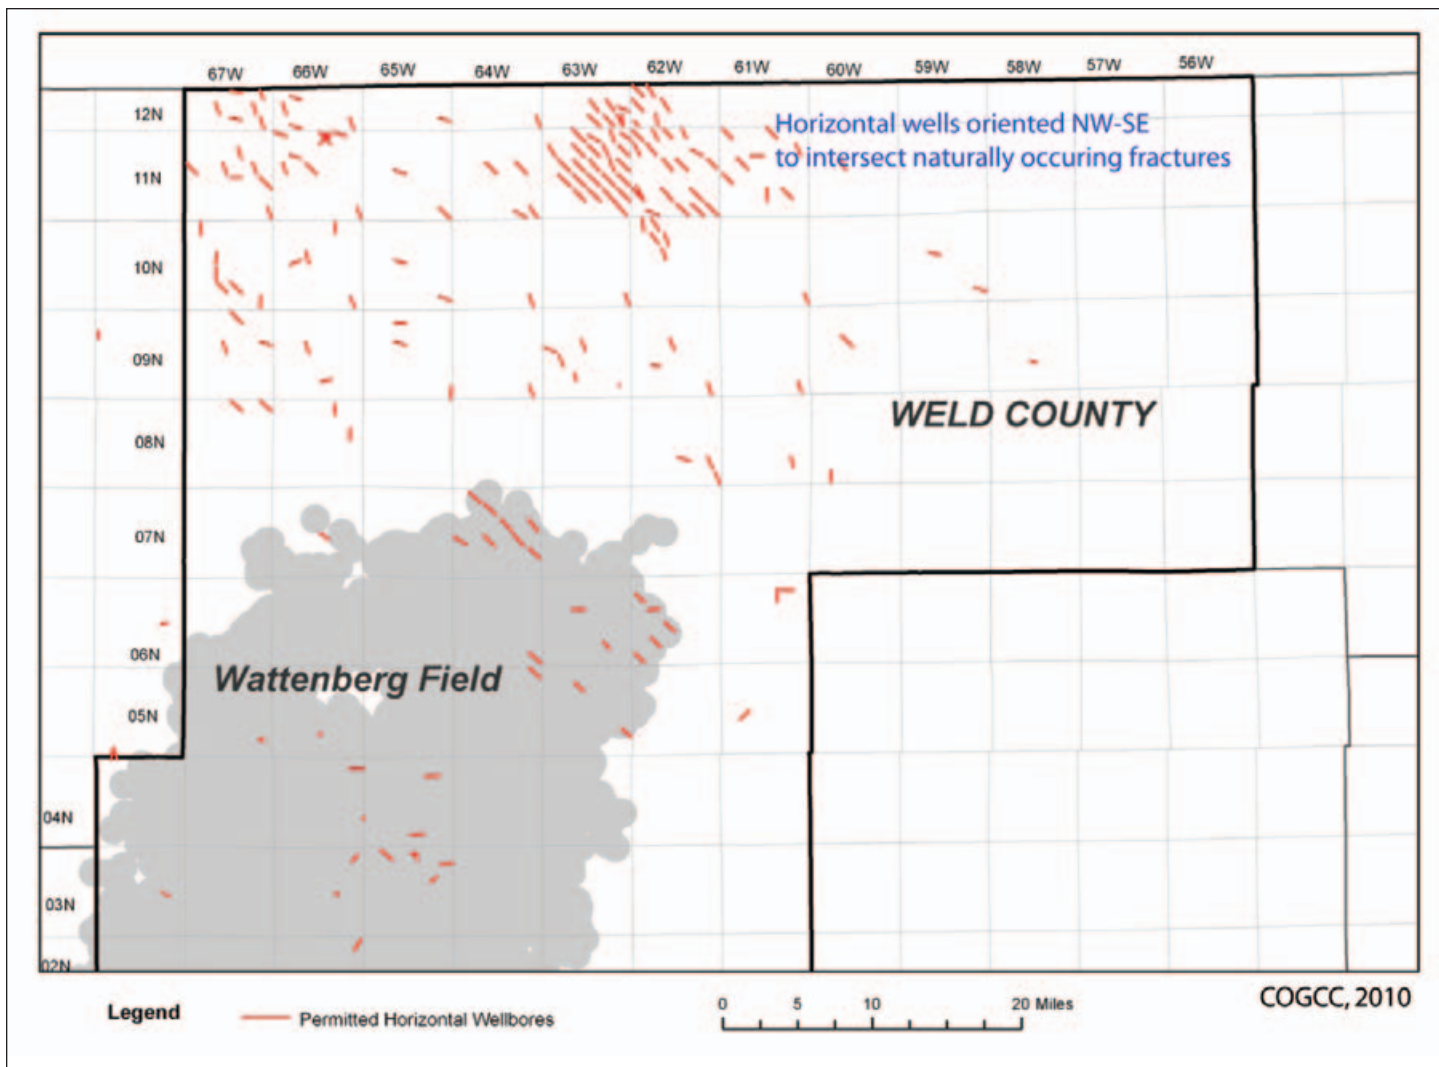 67W 66W 65W 64W 63W 62W 61W 60W 59W 58W 57W 56W
12N
Horizontal wells oriented NW-SE
to intersect naturally occuring fractures
11N
10N
09N
WELD COUNTY
08N
07N
06N
Wattenberg Field
05N
04N
03N
02N
Legend
Permitted Horizontal Wellbores
0 5 10 20 Miles
COGCC, 2010